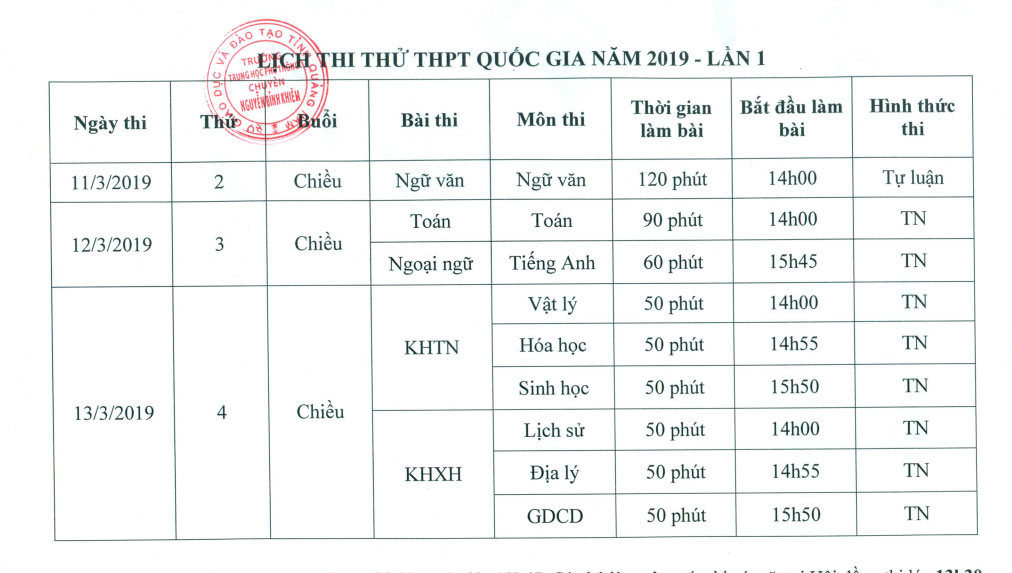 LỊCH THI THỬ THPT QUỐC GIA NĂM 2019 - LẦN 1
SỞ GIÁO DỤC VÀ ĐÀO TẠO TỈNH QUẢNG NAM
TRƯỜNG
TRUNG HỌC PHỔ THÔNG
CHUYÊN
NGUYỄN BỈNH KHIÊM
Ngày thi Thứ Buổi Bài thi Môn thi Thời gian làm bài Bắt đầu làm bài Hình thức thi
11/3/2019 2 Chiều Ngữ văn Ngữ văn 120 phút 14h00 Tự luận
12/3/2019 3 Chiều Toán Toán 90 phút 14h00 TN
Ngoại ngữ Tiếng Anh 60 phút 15h45 TN
13/3/2019 4 Chiều KHTN Vật lý 50 phút 14h00 TN
Hóa học 50 phút 14h55 TN
Sinh học 50 phút 15h50 TN
KHXH Lịch sử 50 phút 14h00 TN
Địa lý 50 phút 14h55 TN
GDCD 50 phút 15h50 TN